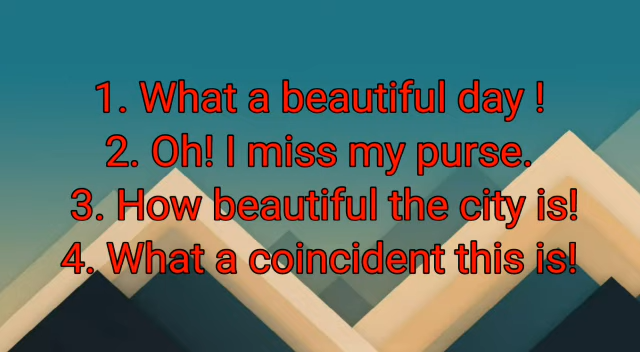 1. What a beautiful day !
2. Oh! I miss my purse.
3. How beautiful the city is!
4. What a coincident this is!